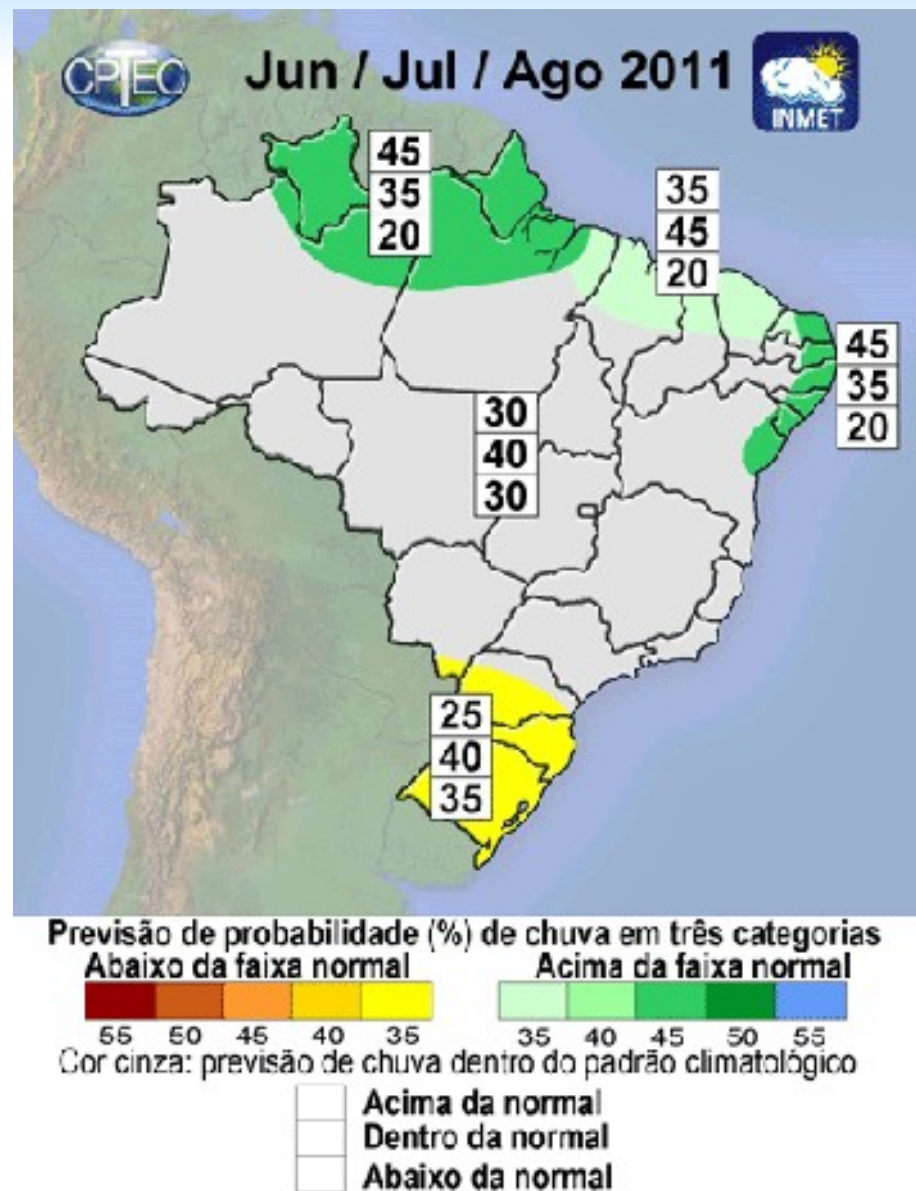 CPTEC
Jun / Jul / Ago 2011
INMET
45
35
20
35
45
20
45
35
20
30
40
30
25
40
35
Previsão de probabilidade (%) de chuva em três categorias
Abaixo da faixa normal
Acima da faixa normal
55 50 45 40 35
35 40 45 50 55
Cor cinza: previsão de chuva dentro do padrão climatológico
Acima da normal
Dentro da normal
Abaixo da normal